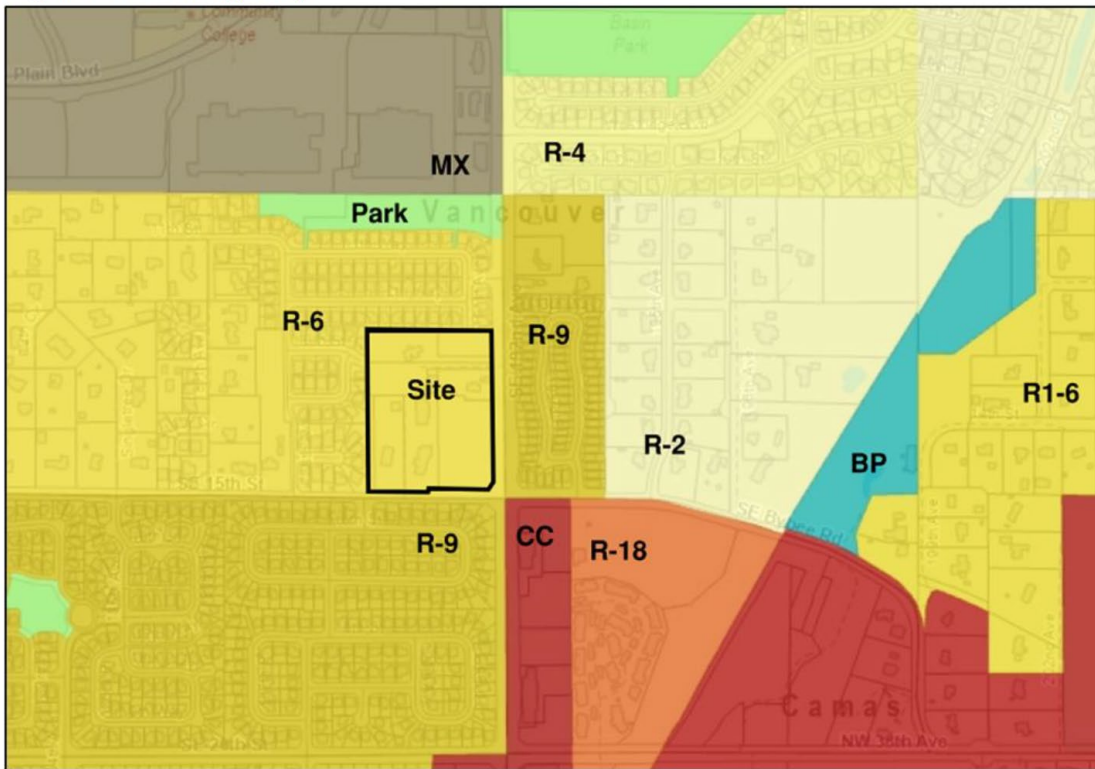 Community
College
Plain Blvd
Basin
Park
MX
R-4
Park
Vancouver
R-6
R-9
Site
R-2
R1-6
BP
SE 15th St
SE Bybee Rd
R-9
CC
R-18
Camas
NW 38th Ave